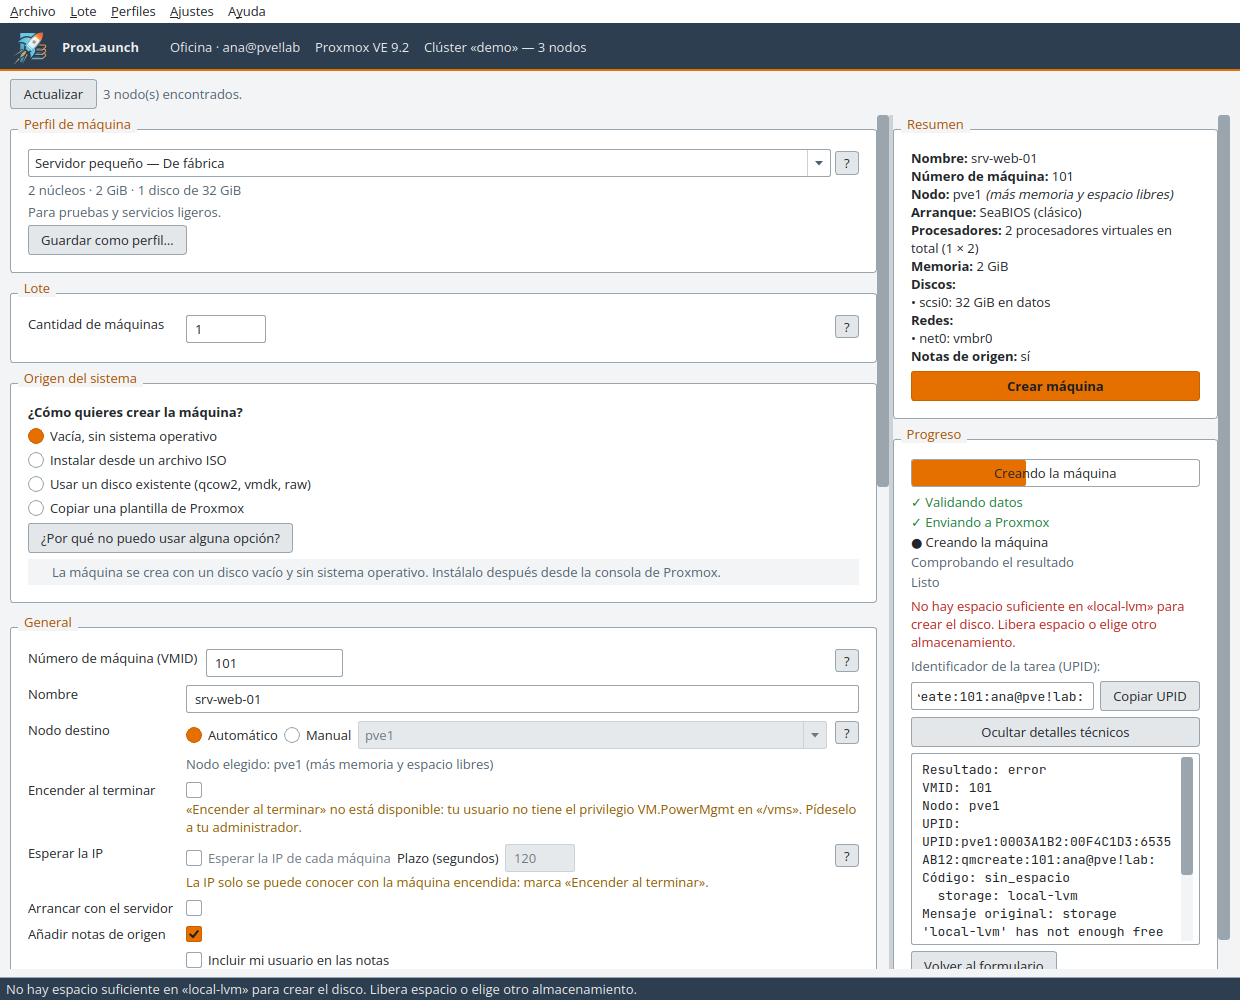 Archivo Lote Perfiles Ajustes Ayuda
ProxLaunch Oficina · ana@pve!lab Proxmox VE 9.2 Clúster «demo» — 3 nodos
Actualizar 3 nodo(s) encontrados.
Perfil de máquina
Servidor pequeño — De fábrica ?
2 núcleos · 2 GiB · 1 disco de 32 GiB
Para pruebas y servicios ligeros.
Guardar como perfil...
Lote
Cantidad de máquinas 1 ?
Origen del sistema
¿Cómo quieres crear la máquina?
Vacía, sin sistema operativo
Instalar desde un archivo ISO
Usar un disco existente (qcow2, vmdk, raw)
Copiar una plantilla de Proxmox
¿Por qué no puedo usar alguna opción?
La máquina se crea con un disco vacío y sin sistema operativo. Instálalo después desde la consola de Proxmox.
General
Número de máquina (VMID) 101 ?
Nombre srv-web-01
Nodo destino Automático Manual pve1 ?
Nodo elegido: pve1 (más memoria y espacio libres)
Encender al terminar
«Encender al terminar» no está disponible: tu usuario no tiene el privilegio VM.PowerMgmt en «/vms». Pídeselo
a tu administrador.
Esperar la IP Esperar la IP de cada máquina Plazo (segundos) 120 ?
La IP solo se puede conocer con la máquina encendida: marca «Encender al terminar».
Arrancar con el servidor
Añadir notas de origen
Incluir mi usuario en las notas
Resumen
Nombre: srv-web-01
Número de máquina: 101
Nodo: pve1 (más memoria y espacio libres)
Arranque: SeaBIOS (clásico)
Procesadores: 2 procesadores virtuales en
total (1 × 2)
Memoria: 2 GiB
Discos:
• scsi0: 32 GiB en datos
Redes:
• net0: vmbr0
Notas de origen: sí
Crear máquina
Progreso
Creando la máquina
✓ Validando datos
✓ Enviando a Proxmox
● Creando la máquina
Comprobando el resultado
Listo
No hay espacio suficiente en «local-lvm» para
crear el disco. Libera espacio o elige otro
almacenamiento.
Identificador de la tarea (UPID):
eate:101:ana@pve!lab: Copiar UPID
Ocultar detalles técnicos
Resultado: error
VMID: 101
Nodo: pve1
UPID:
UPID:pve1:0003A1B2:00F4C1D3:6535
AB12:qmcreate:101:ana@pve!lab:
Código: sin_espacio
storage: local-lvm
Mensaje original: storage
'local-lvm' has not enough free
Volver al formulario
No hay espacio suficiente en «local-lvm» para crear el disco. Libera espacio o elige otro almacenamiento.